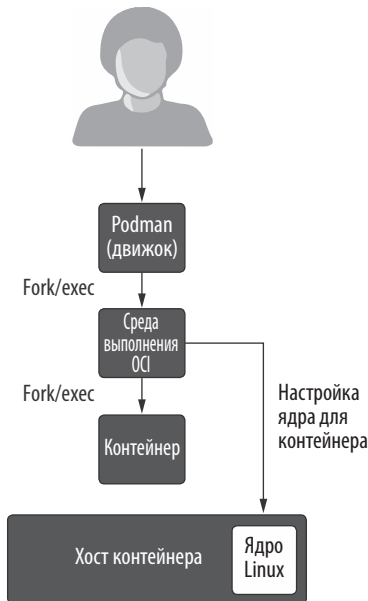 Podman
(движок)
Fork/exec
Среда
выполнения
OCI
Fork/exec
Контейнер
Настройка
ядра для
контейнера
Хост контейнера
Ядро
Linux